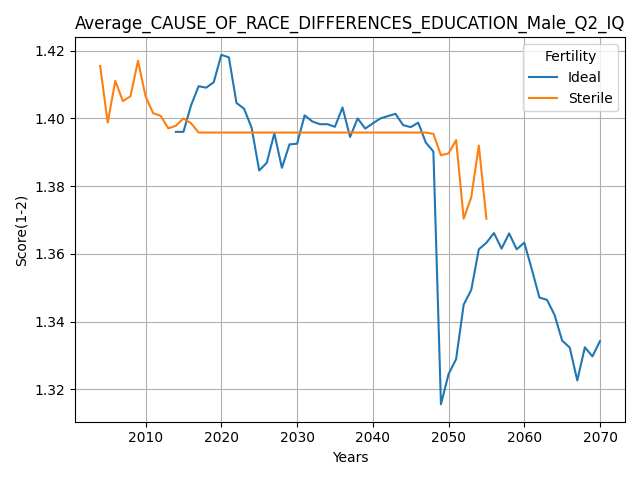 Average_CAUSE_OF_RACE_DIFFERENCES_EDUCATION_Male_Q2_IQ
Fertility
Ideal
Sterile
Score(1-2)
1.42
1.40
1.38
1.36
1.34
1.32
2010 2020 2030 2040 2050 2060 2070
Years